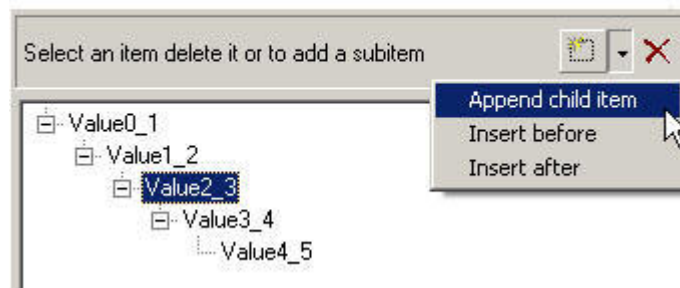 Select an item delete it or to add a subitem
Append child item
Insert before
Insert after
Value0_1
Value1_2
Value2_3
Value3_4
Value4_5